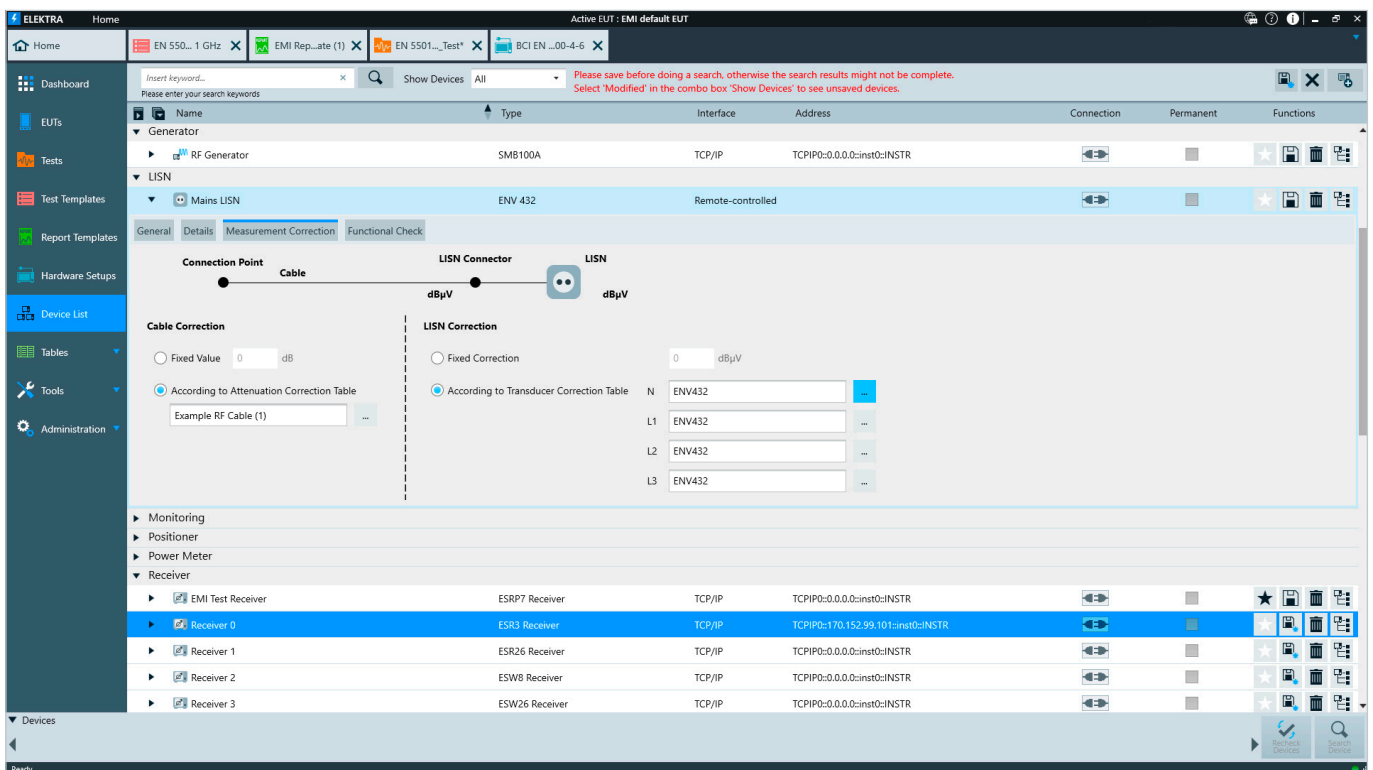 ELEKTRA Home Active EUT : EMI default EUT
Home EN 550... 1 GHz EMI Rep...ate (1) EN 5501..._Test* BCI EN ...00-4-6
Dashboard
EUTs
Tests
Test Templates
Report Templates
Hardware Setups
Device List
Tables
Tools
Administration
Insert keyword... Show Devices All
Please enter your search keywords
Please save before doing a search, otherwise the search results might not be complete.
Select 'Modified' in the combo box 'Show Devices' to see unsaved devices.
Name Type Interface Address Connection Permanent Functions
Generator
RF Generator SMB100A TCP/IP TCPIP0::0.0.0.0::inst0::INSTR
LISN
Mains LISN ENV 432 Remote-controlled
General Details Measurement Correction Functional Check
Connection Point Cable LISN Connector LISN
dBµV dBµV
Cable Correction
Fixed Value 0 dB
According to Attenuation Correction Table
Example RF Cable (1) ...
LISN Correction
Fixed Correction 0 dBµV
According to Transducer Correction Table N ENV432 ...
L1 ENV432 ...
L2 ENV432 ...
L3 ENV432 ...
Monitoring
Positioner
Power Meter
Receiver
EMI Test Receiver ESRP7 Receiver TCP/IP TCPIP0::0.0.0.0::inst0::INSTR
Receiver 0 ESR3 Receiver TCP/IP TCPIP0::170.152.99.101::inst0::INSTR
Receiver 1 ESR26 Receiver TCP/IP TCPIP0::0.0.0.0::inst0::INSTR
Receiver 2 ESW8 Receiver TCP/IP TCPIP0::0.0.0.0::inst0::INSTR
Receiver 3 ESW26 Receiver TCP/IP TCPIP0::0.0.0.0::inst0::INSTR
Devices
Recheck Devices
Search Device
Ready